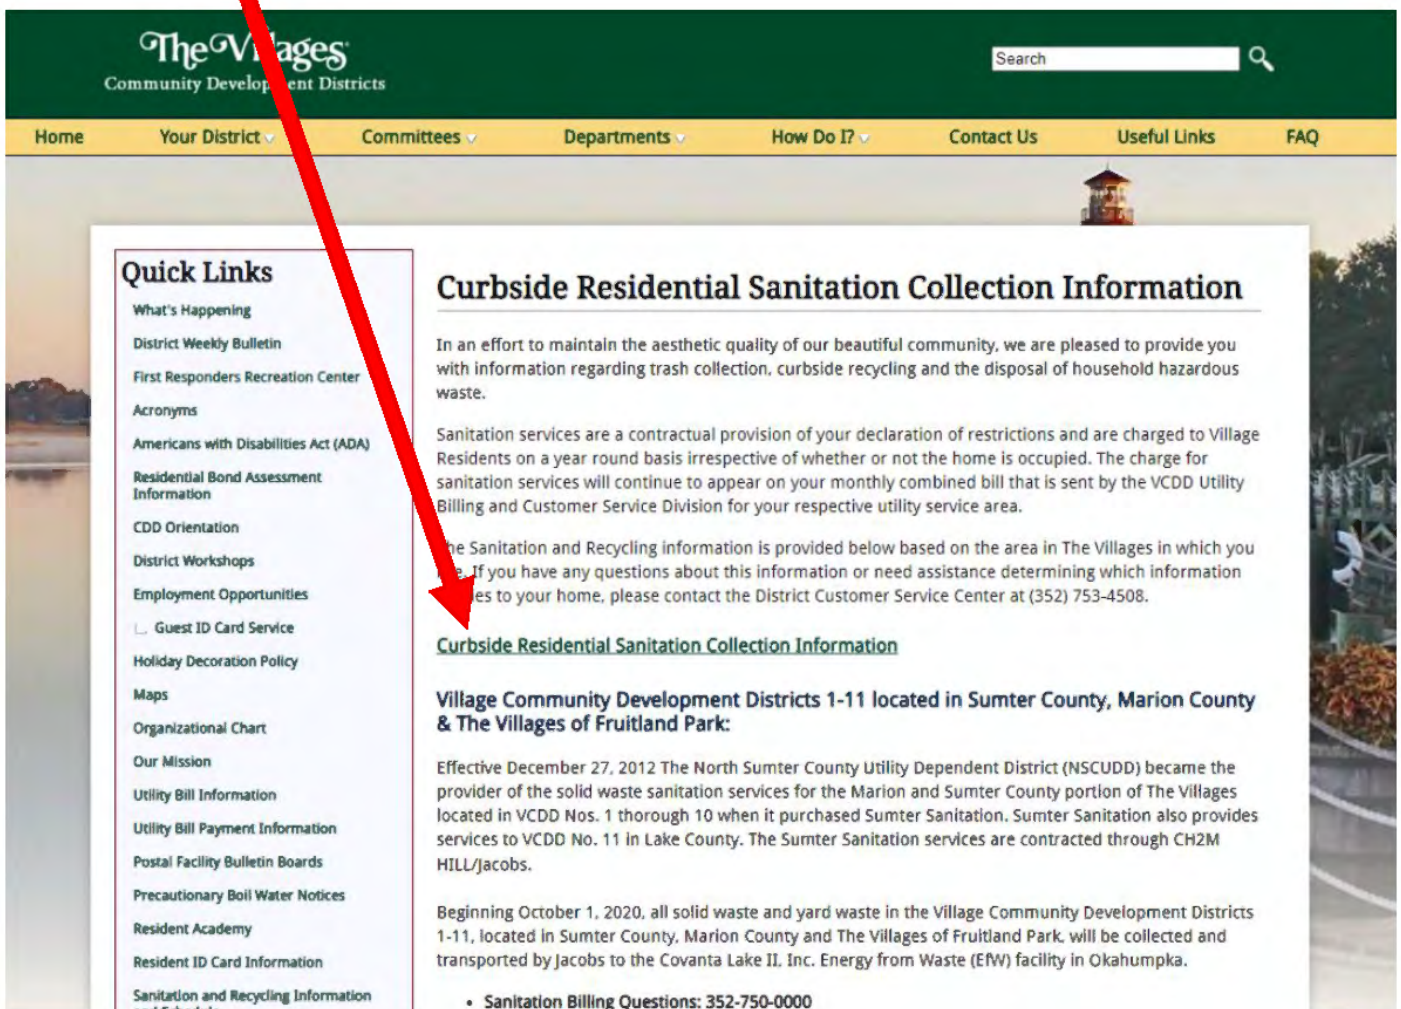 The Villages
Community Development Districts
Search
Home
Your District
Committees
Departments
How Do I?
Contact Us
Useful Links
FAQ
Quick Links
What's Happening
District Weekly Bulletin
First Responders Recreation Center
Acronyms
Americans with Disabilities Act (ADA)
Residential Bond Assessment
Information
CDD Orientation
District Workshops
Employment Opportunities
Guest ID Card Service
Holiday Decoration Policy
Maps
Organizational Chart
Our Mission
Utility Bill Information
Utility Bill Payment Information
Postal Facility Bulletin Boards
Precautionary Boil Water Notices
Resident Academy
Resident ID Card Information
Sanitation and Recycling Information
Curbside Residential Sanitation Collection Information
In an effort to maintain the aesthetic quality of our beautiful community, we are pleased to provide you
with information regarding trash collection, curbside recycling and the disposal of household hazardous
waste.
Sanitation services are a contractual provision of your declaration of restrictions and are charged to Village
Residents on a year round basis irrespective of whether or not the home is occupied. The charge for
sanitation services will continue to appear on your monthly combined bill that is sent by the VCDD Utility
Billing and Customer Service Division for your respective utility service area.
Sanitation and Recycling information is provided below based on the area in The Villages in which you
If you have any questions about this information or need assistance determining which information
to your home, please contact the District Customer Service Center at (352) 753-4508.
Curbside Residential Sanitation Collection Information
Village Community Development Districts 1-11 located in Sumter County, Marion County
& The Villages of Fruitland Park:
Effective December 27, 2012 The North Sumter County Utility Dependent District (NSCUDD) became the
provider of the solid waste sanitation services for the Marion and Sumter County portion of The Villages
located in VCDD Nos. 1 thorough 10 when it purchased Sumter Sanitation. Sumter Sanitation also provides
services to VCDD No. 11 in Lake County. The Sumter Sanitation services are contracted through CH2M
HILL/Jacobs.
Beginning October 1, 2020, all solid waste and yard waste in the Village Community Development Districts
1-11, located in Sumter County, Marion County and The Villages of Fruitland Park, will be collected and
transported by Jacobs to the Covanta Lake II, Inc. Energy from Waste (EfW) facility in Okahumpka.
• Sanitation Billing Questions: 352-750-0000